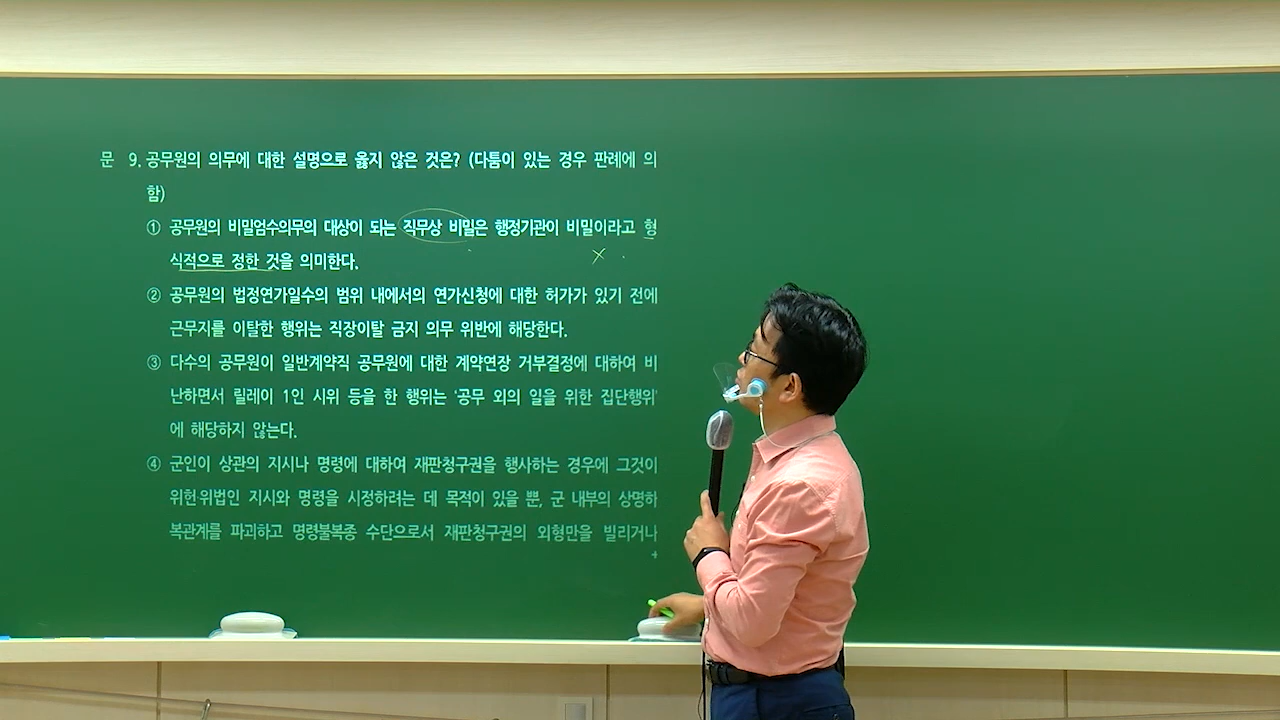 문 9. 공무원의 의무에 대한 설명으로 옳지 않은 것은? (다툼이 있는 경우 판례에 의
함)
① 공무원의 비밀엄수의무의 대상이 되는 직무상 비밀은 행정기관이 비밀이라고 형
식적으로 정한 것을 의미한다.
② 공무원의 법정연가일수의 범위 내에서의 연가신청에 대한 허가가 있기 전에
근무지를 이탈한 행위는 직장이탈 금지 의무 위반에 해당한다.
③ 다수의 공무원이 일반계약직 공무원에 대한 계약연장 거부결정에 대하여 비
난하면서 릴레이 1인 시위 등을 한 행위는 '공무 외의 일을 위한 집단행위'
에 해당하지 않는다.
④ 군인이 상관의 지시나 명령에 대하여 재판청구권을 행사하는 경우에 그것이
위헌·위법인 지시와 명령을 시정하려는 데 목적이 있을 뿐, 군 내부의 상명하
복관계를 파괴하고 명령불복종 수단으로서 재판청구권의 외형만을 빌리거나